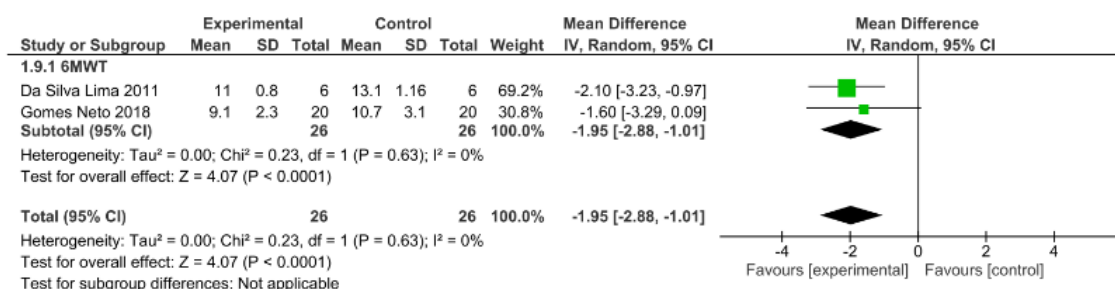 Experimental Control Mean Difference Mean Difference
Study or Subgroup Mean SD Total Mean SD Total Weight IV, Random, 95% CI IV, Random, 95% CI
1.9.1 6MWT
Da Silva Lima 2011 11 0.8 6 13.1 1.16 6 69.2% -2.10 [-3.23, -0.97]
Gomes Neto 2018 9.1 2.3 20 10.7 3.1 20 30.8% -1.60 [-3.29, 0.09]
Subtotal (95% CI) 26 26 100.0% -1.95 [-2.88, -1.01]
Heterogeneity: Tau² = 0.00; Chi² = 0.23, df = 1 (P = 0.63); I² = 0%
Test for overall effect: Z = 4.07 (P < 0.0001)
Total (95% CI) 26 26 100.0% -1.95 [-2.88, -1.01]
Heterogeneity: Tau² = 0.00; Chi² = 0.23, df = 1 (P = 0.63); I² = 0%
Test for overall effect: Z = 4.07 (P < 0.0001)
Test for subgroup differences: Not applicable
-4 -2 0 2 4
Favours [experimental] Favours [control]